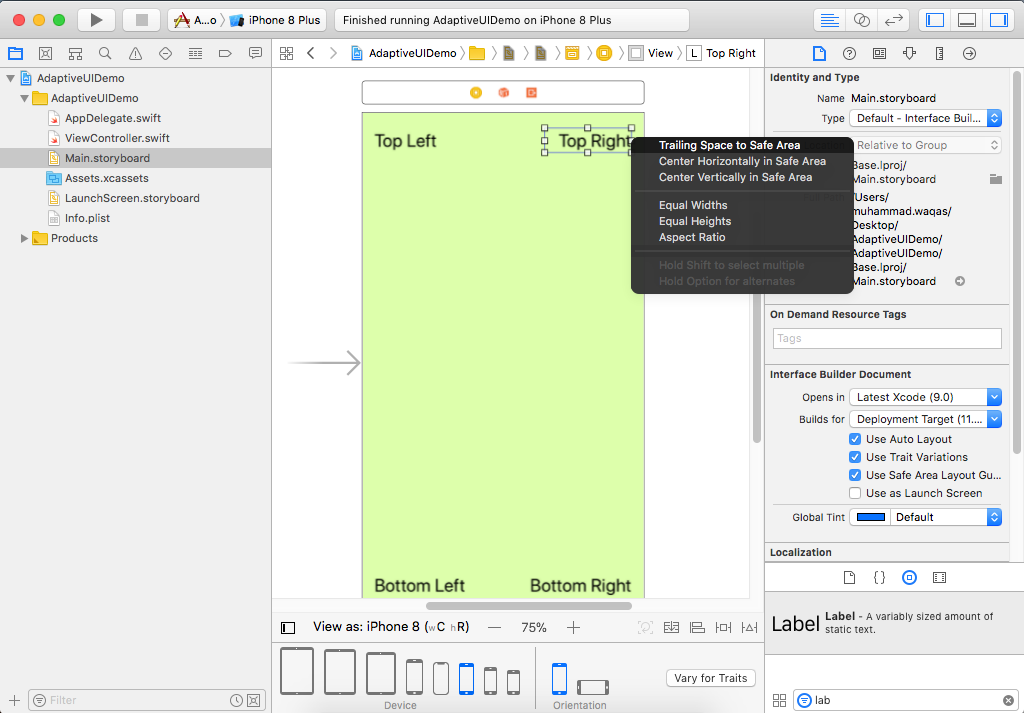 A...o
iPhone 8 Plus
Finished running AdaptiveUIDemo on iPhone 8 Plus
AdaptiveUIDemo
View
L Top Right
AdaptiveUIDemo
AdaptiveUIDemo
AppDelegate.swift
ViewController.swift
Main.storyboard
Assets.xcassets
LaunchScreen.storyboard
Info.plist
Products
Filter
Top Left
Top Right
Bottom Left
Bottom Right
Trailing Space to Safe Area
Center Horizontally in Safe Area
Center Vertically in Safe Area
Equal Widths
Equal Heights
Aspect Ratio
Hold Shift to select multiple
Hold Option for alternates
View as: iPhone 8 (wC hR)
75%
Device
Orientation
Vary for Traits
Identity and Type
Name Main.storyboard
Type Default - Interface Buil...
Relative to Group
Base.lproj/
Main.storyboard
/Users/
muhammad.waqas/
Desktop/
AdaptiveUIDemo/
AdaptiveUIDemo/
Base.lproj/
Main.storyboard
On Demand Resource Tags
Tags
Interface Builder Document
Opens in Latest Xcode (9.0)
Builds for Deployment Target (11....
Use Auto Layout
Use Trait Variations
Use Safe Area Layout Gu...
Use as Launch Screen
Global Tint Default
Localization
{}
Label
Label - A variably sized amount of
static text.
lab